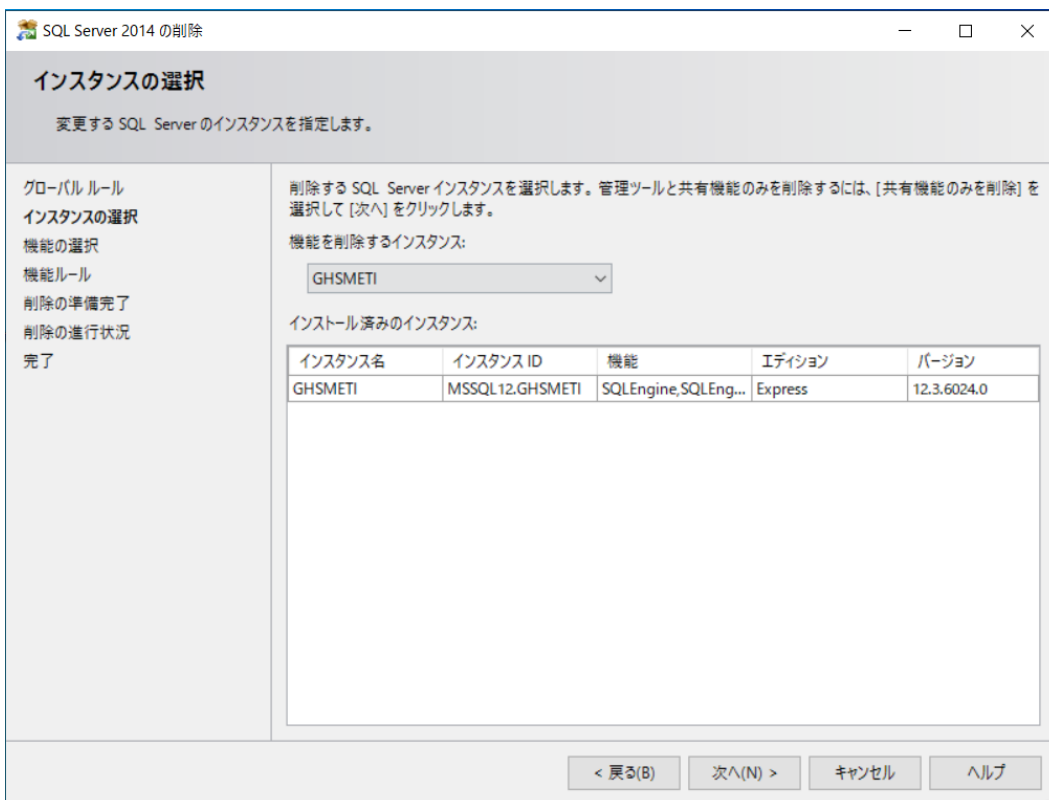 SQL Server 2014 の削除
インスタンスの選択
変更する SQL Server のインスタンスを指定します。
グローバル ルール
インスタンスの選択
機能の選択
機能ルール
削除の準備完了
削除の進行状況
完了
削除する SQL Server インスタンスを選択します。管理ツールと共有機能のみを削除するには、[共有機能のみを削除] を
選択して [次へ] をクリックします。
機能を削除するインスタンス:
GHSMETI
インストール済みのインスタンス:
インスタンス名 インスタンス ID 機能 エディション バージョン
GHSMETI MSSQL12.GHSMETI SQLEngine,SQLEng... Express 12.3.6024.0
< 戻る(B) 次へ(N) > キャンセル ヘルプ